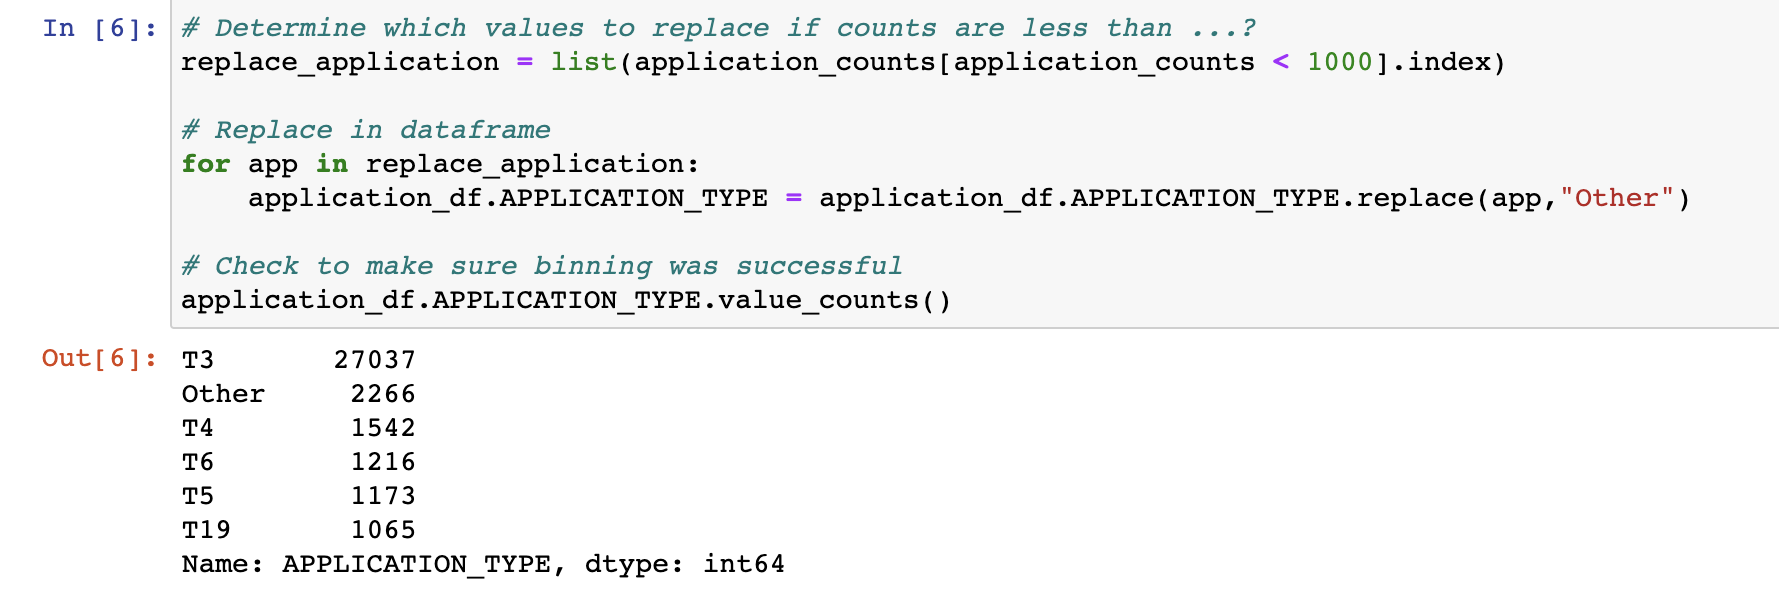 In [6]: # Determine which values to replace if counts are less than ...?
replace_application = list(application_counts[application_counts < 1000].index)
# Replace in dataframe
for app in replace_application:
    application_df.APPLICATION_TYPE = application_df.APPLICATION_TYPE.replace(app,"Other")
# Check to make sure binning was successful
application_df.APPLICATION_TYPE.value_counts()
Out[6]: T3       27037
Other     2266
T4        1542
T6        1216
T5        1173
T19       1065
Name: APPLICATION_TYPE, dtype: int64